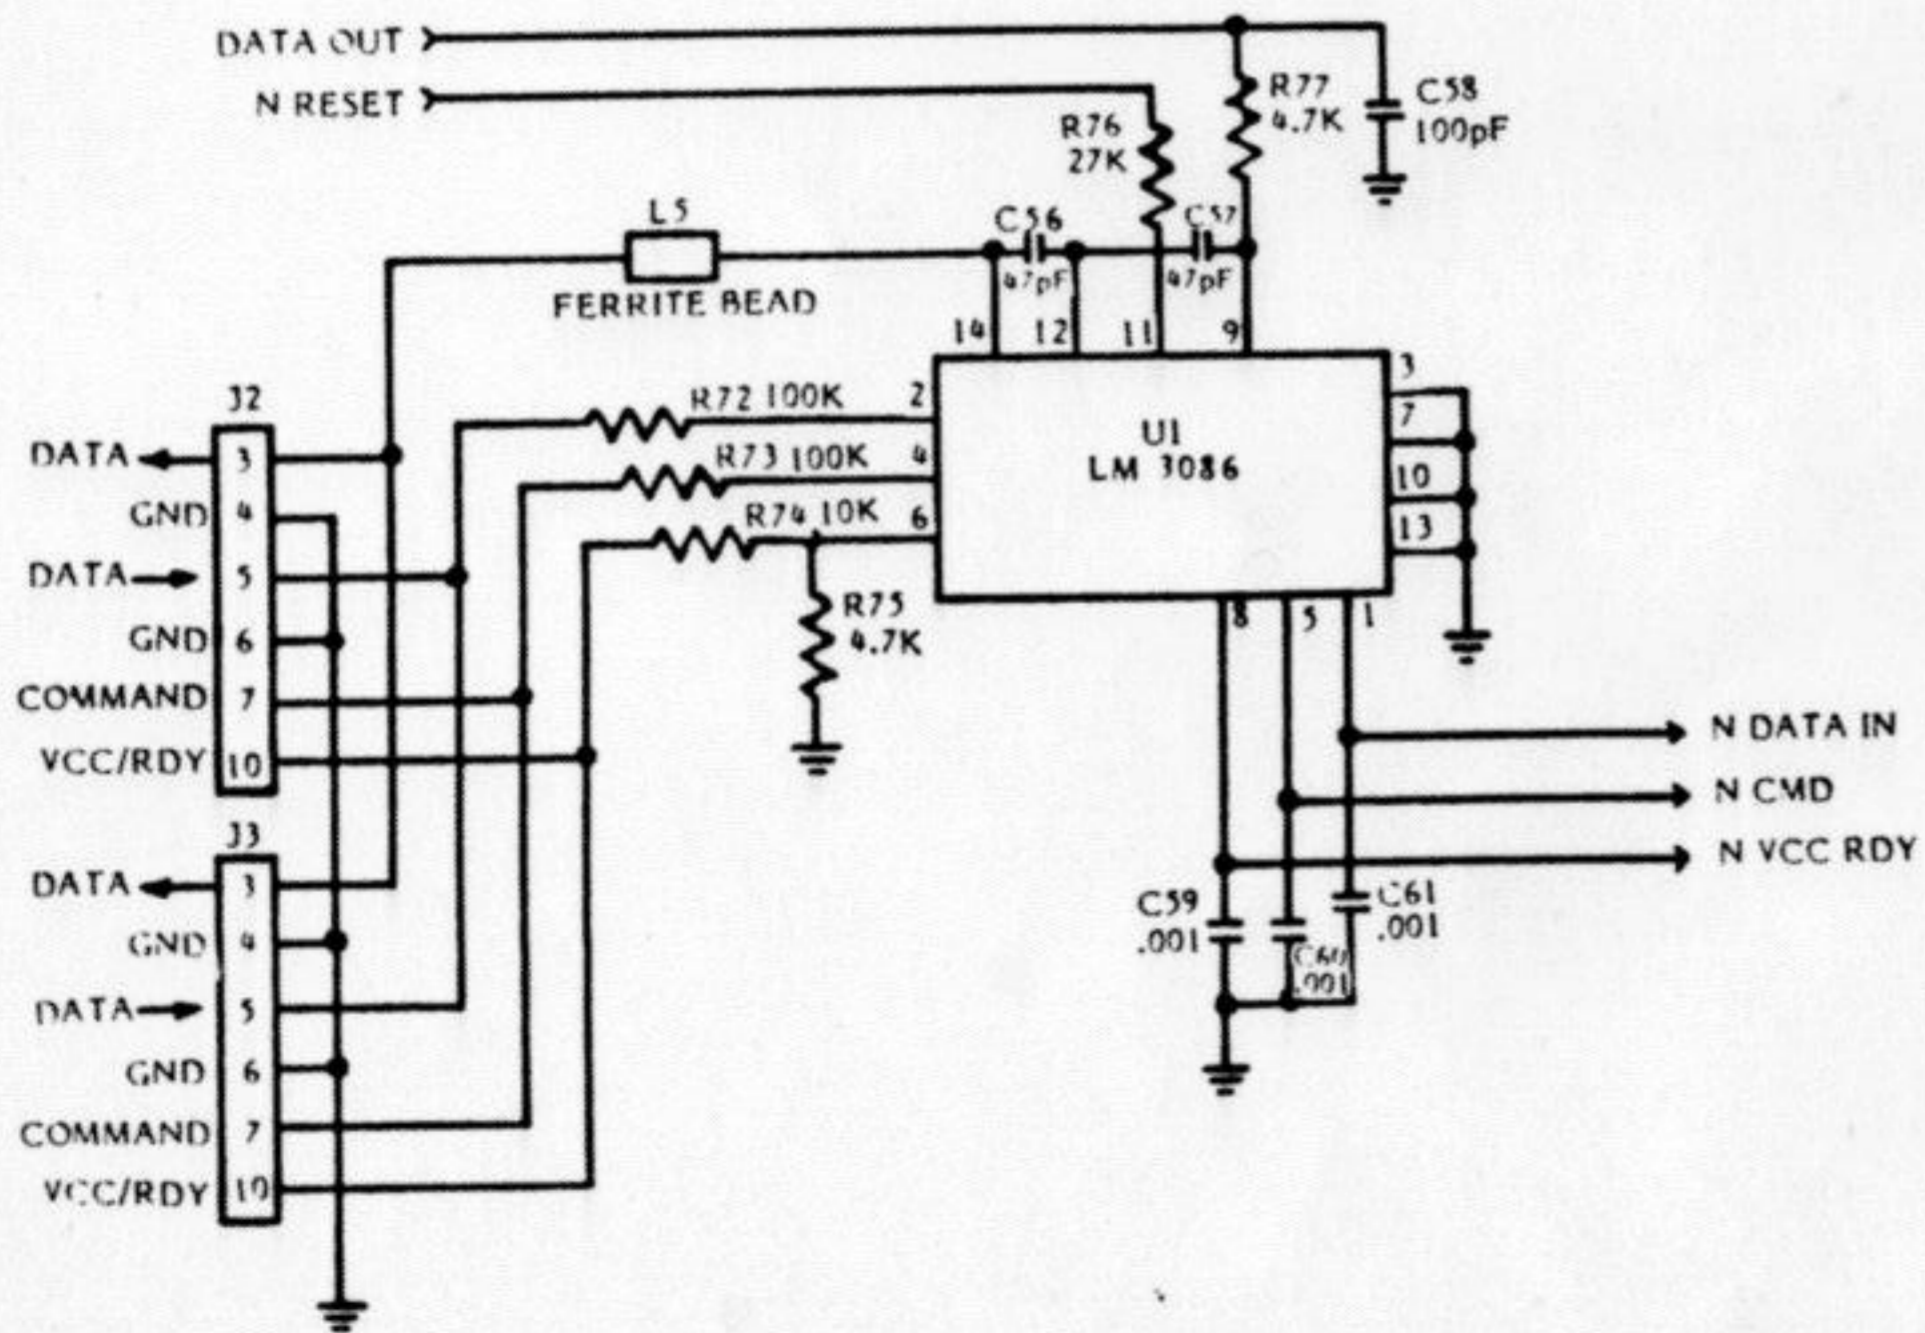 DATA OUT
N RESET
R76
27K
R77
4.7K
C58
100pF
L5
FERRITE BEAD
C56
47pF
C57
47pF
14
12
11
9
J2
DATA 3
GND 4
DATA 5
GND 6
COMMAND 7
VCC/RDY 10
R72 100K
2
R73 100K
4
R74 10K
6
R75
4.7K
U1
LM 3086
3
7
10
13
8
5
1
N DATA IN
N CMD
N VCC RDY
C59
.001
C60
.001
C61
.001
J3
DATA 3
GND 4
DATA 5
GND 6
COMMAND 7
VCC/RDY 10